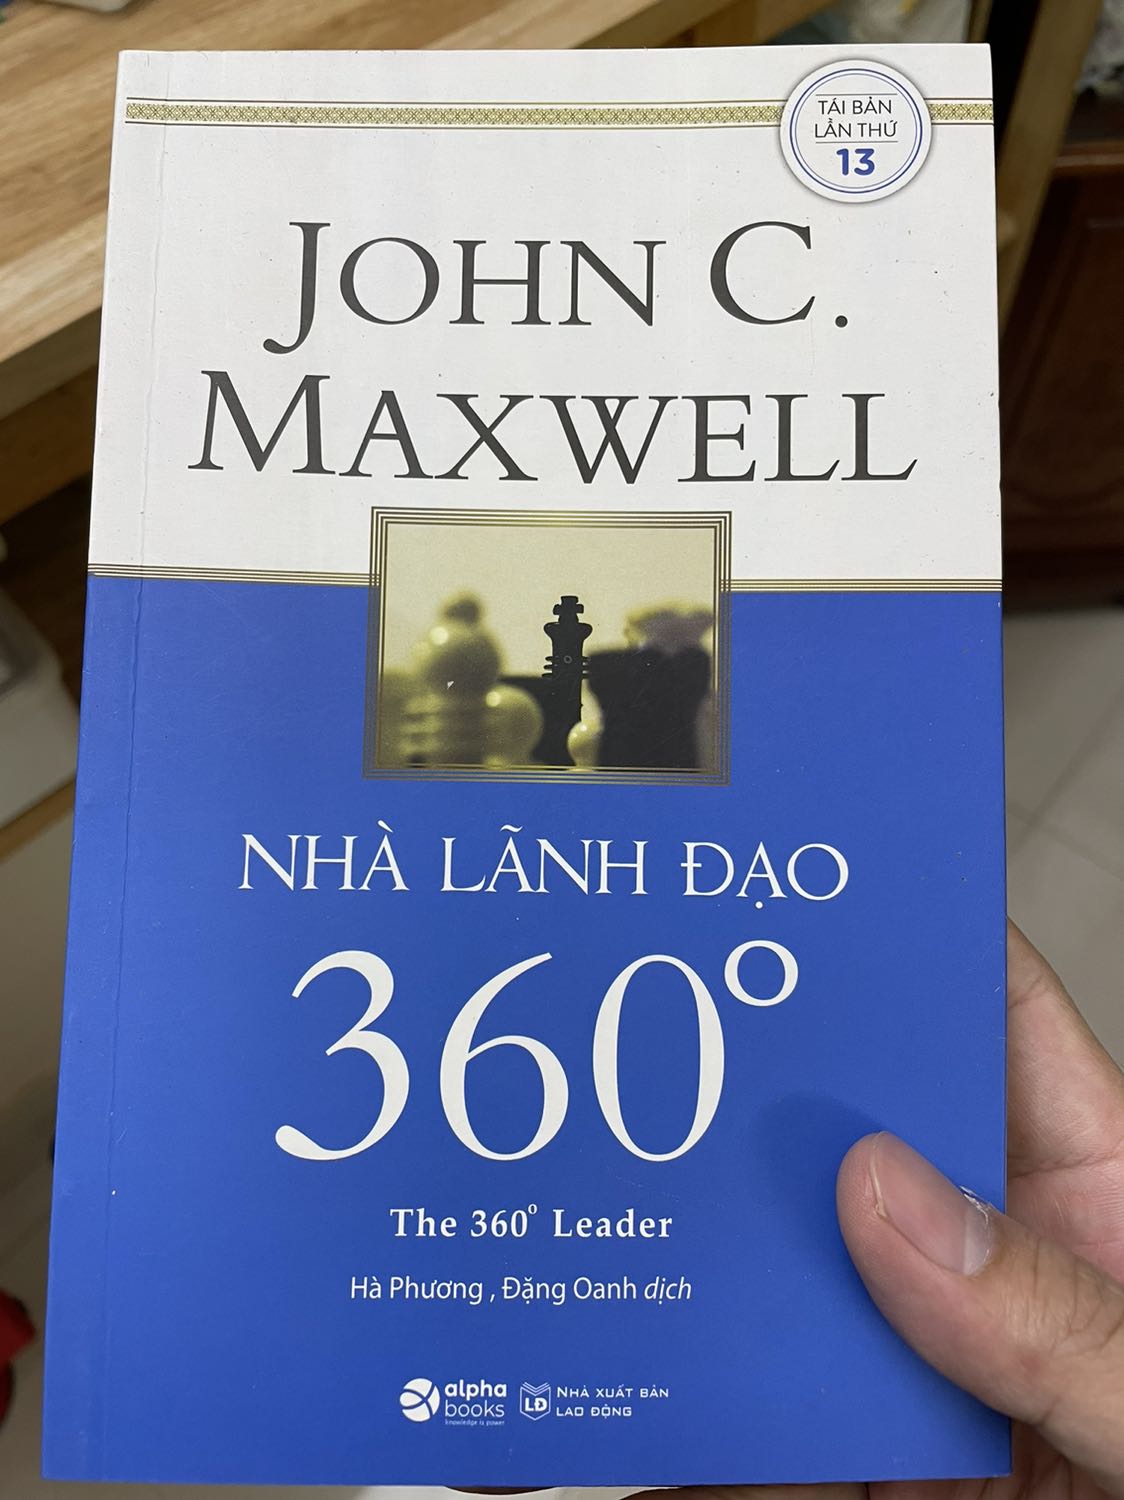 TÁI BẢN
LẦN THỨ
13
JOHN C.
MAXWELL
NHÀ LÃNH ĐẠO
360°
The 360° Leader
Hà Phương , Đặng Oanh dịch
alpha
books
knowledge is power
LĐ
NHÀ XUẤT BẢN
LAO ĐỘNG